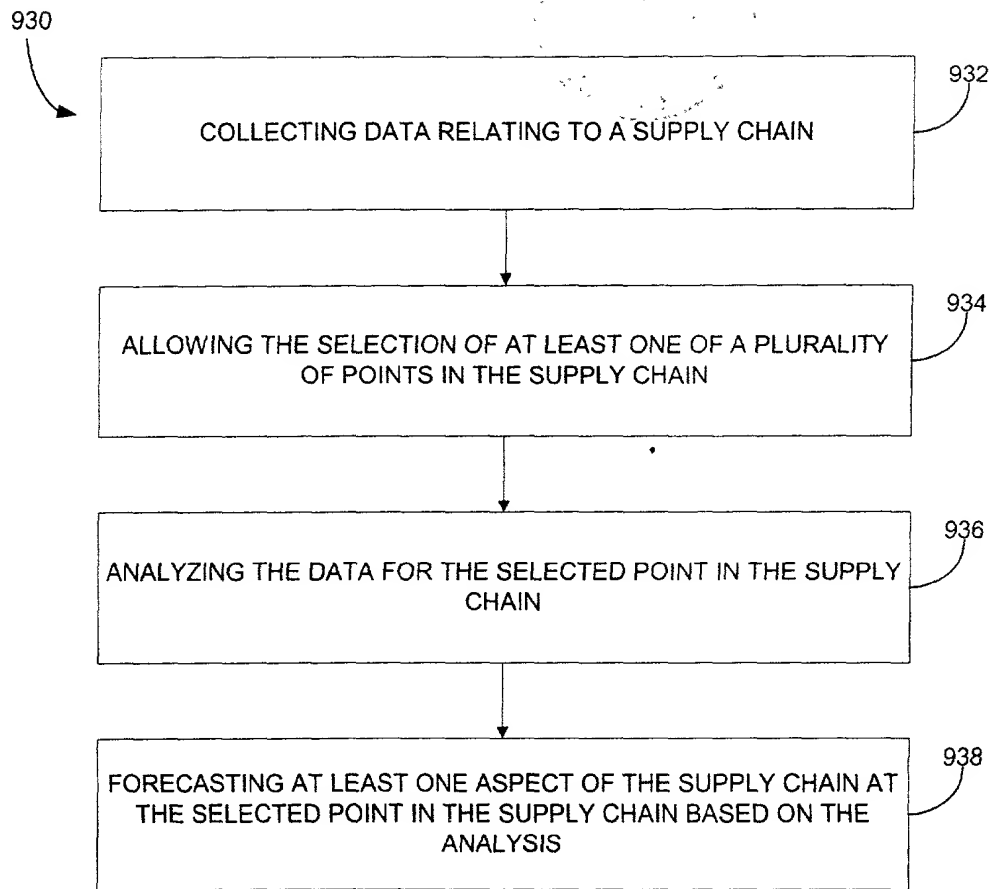 930
932
COLLECTING DATA RELATING TO A SUPPLY CHAIN
934
ALLOWING THE SELECTION OF AT LEAST ONE OF A PLURALITY
OF POINTS IN THE SUPPLY CHAIN
936
ANALYZING THE DATA FOR THE SELECTED POINT IN THE SUPPLY
CHAIN
938
FORECASTING AT LEAST ONE ASPECT OF THE SUPPLY CHAIN AT
THE SELECTED POINT IN THE SUPPLY CHAIN BASED ON THE
ANALYSIS